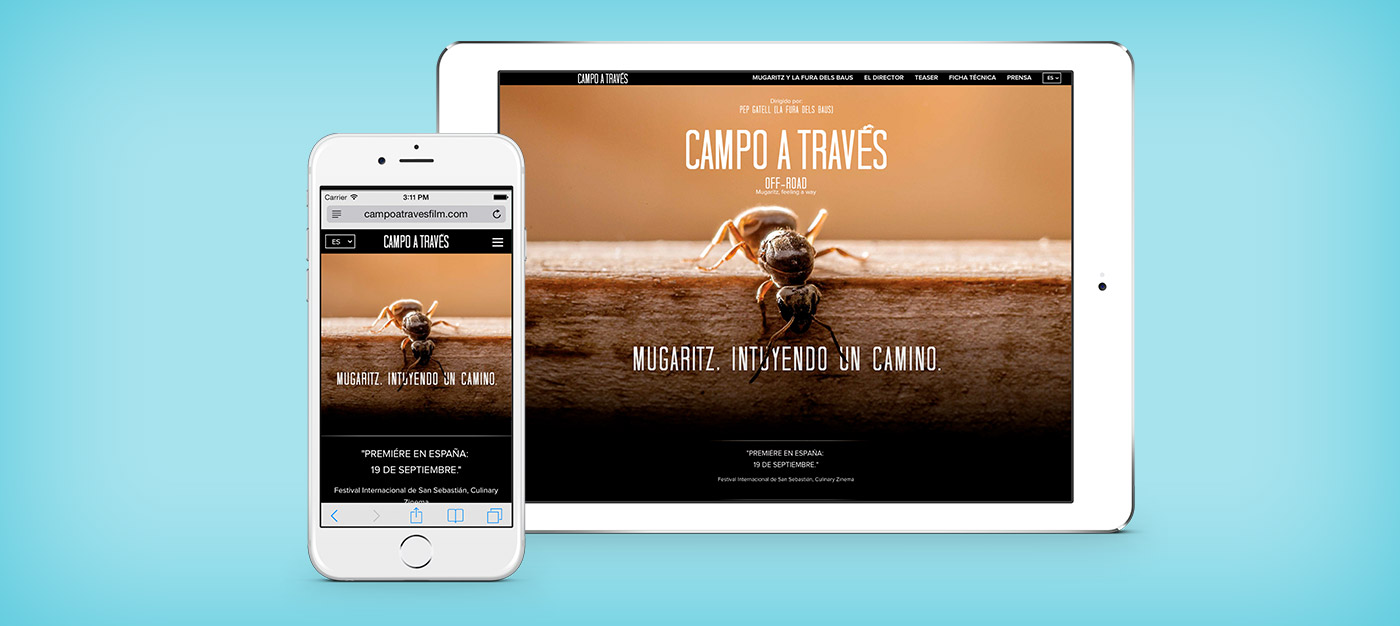 Carrier
3:11 PM
campoatravesfilm.com
ES
CAMPO A TRAVÉS
MUGARITZ. INTUYENDO UN CAMINO.
"PREMIÉRE EN ESPAÑA:
19 DE SEPTIEMBRE."
Festival Internacional de San Sebastián, Culinary
Zinema
CAMPO A TRAVÉS
MUGARITZ Y LA FURA DELS BAUS
EL DIRECTOR
TEASER
FICHA TÉCNICA
PRENSA
ES
Dirigido por:
PEP GATELL (LA FURA DELS BAUS)
CAMPO A TRAVÉS
OFF-ROAD
Mugaritz, feeling a way
MUGARITZ. INTUYENDO UN CAMINO.
"PREMIÉRE EN ESPAÑA:
19 DE SEPTIEMBRE."
Festival Internacional de San Sebastián, Culinary Zinema